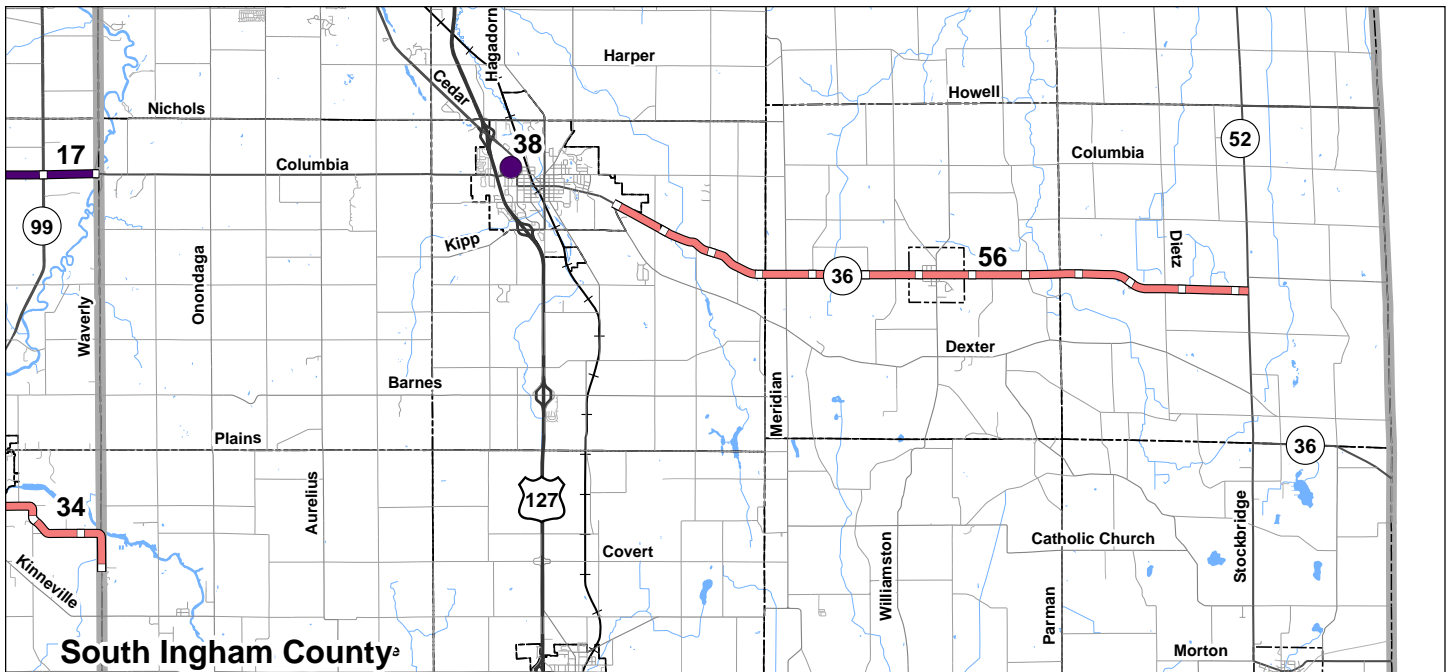 Harper
Hagadorn
Cedar
Howell
Nichols
52
38
17
Columbia
Columbia
99
Kipp
Onondaga
Dietz
56
36
Waverly
Dexter
Barnes
Meridian
Plains
36
127
34
Aurelius
Covert
Catholic Church
Stockbridge
Kinneville
Williamston
Parman
South Ingham County
Morton